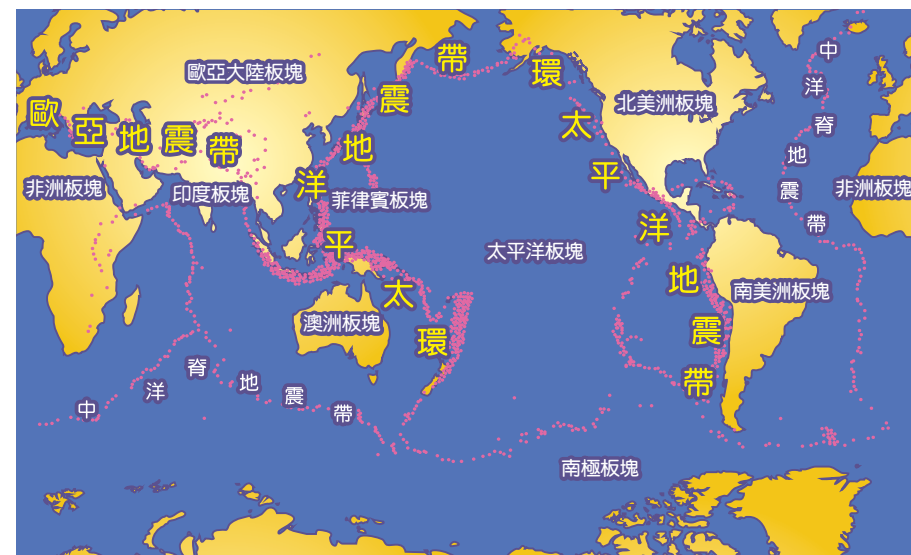 歐亞大陸板塊
北美洲板塊
非洲板塊
印度板塊
菲律賓板塊
太平洋板塊
澳洲板塊
南美洲板塊
非洲板塊
南極板塊
歐亞地震帶
環太平洋地震帶
環太平洋地震帶
中洋脊地震帶
中洋脊地震帶